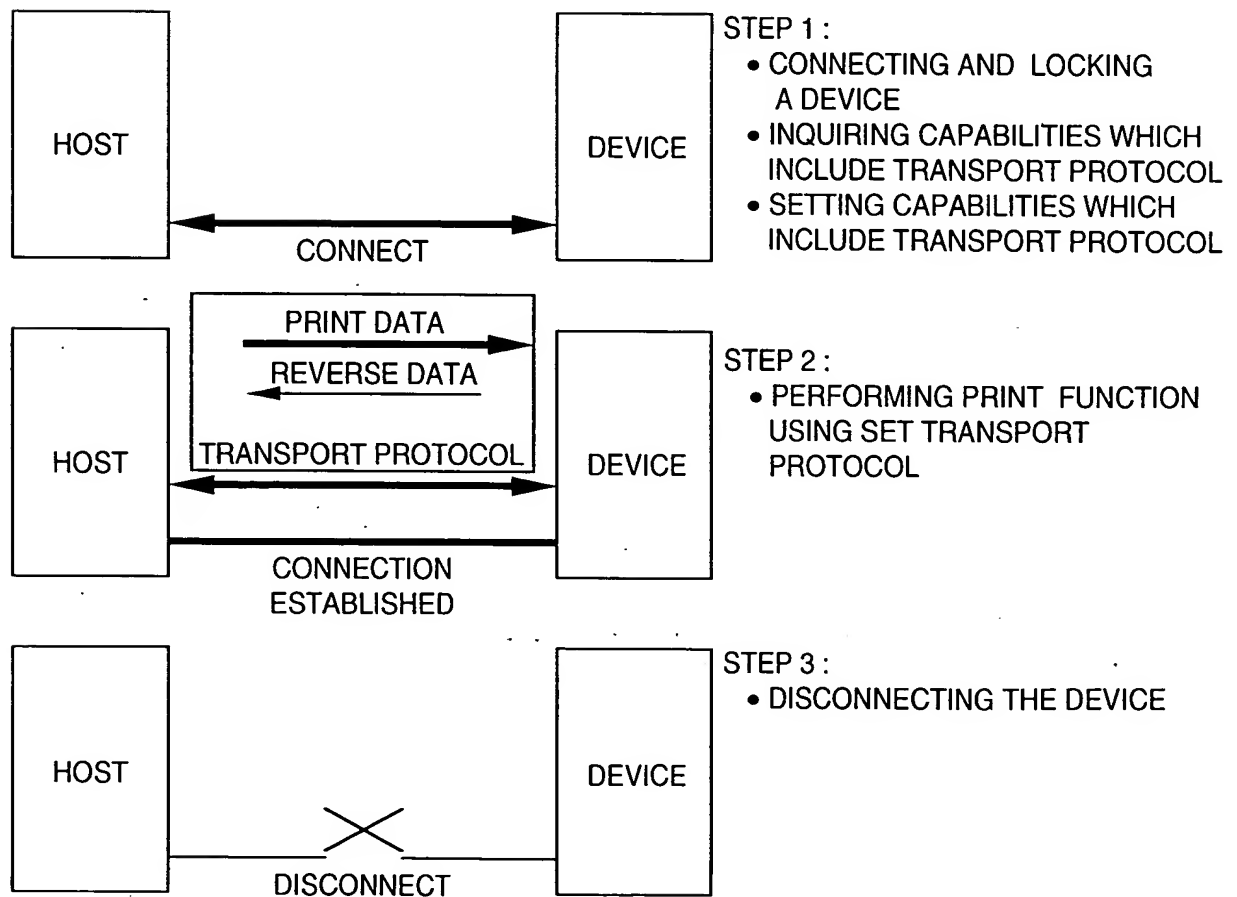 HOST
DEVICE
CONNECT
STEP 1 :
• CONNECTING AND LOCKING
A DEVICE
• INQUIRING CAPABILITIES WHICH
INCLUDE TRANSPORT PROTOCOL
• SETTING CAPABILITIES WHICH
INCLUDE TRANSPORT PROTOCOL
HOST
PRINT DATA
REVERSE DATA
TRANSPORT PROTOCOL
DEVICE
CONNECTION
ESTABLISHED
STEP 2 :
• PERFORMING PRINT FUNCTION
USING SET TRANSPORT
PROTOCOL
HOST
DEVICE
DISCONNECT
STEP 3 :
• DISCONNECTING THE DEVICE